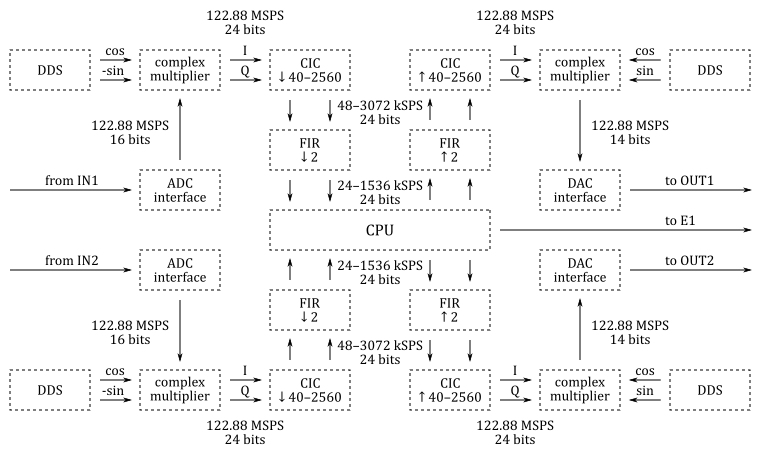 122.88 MSPS
24 bits
122.88 MSPS
24 bits
DDS
cos
-sin
complex
multiplier
I
Q
CIC
↓40–2560
CIC
↑40–2560
I
Q
complex
multiplier
cos
sin
DDS
122.88 MSPS
16 bits
48–3072 kSPS
24 bits
122.88 MSPS
14 bits
FIR
↓2
FIR
↑2
from IN1
ADC
interface
24–1536 kSPS
24 bits
DAC
interface
to OUT1
CPU
to E1
from IN2
ADC
interface
24–1536 kSPS
24 bits
DAC
interface
to OUT2
FIR
↓2
FIR
↑2
122.88 MSPS
16 bits
48–3072 kSPS
24 bits
122.88 MSPS
14 bits
DDS
cos
-sin
complex
multiplier
I
Q
CIC
↓40–2560
CIC
↑40–2560
I
Q
complex
multiplier
cos
sin
DDS
122.88 MSPS
24 bits
122.88 MSPS
24 bits